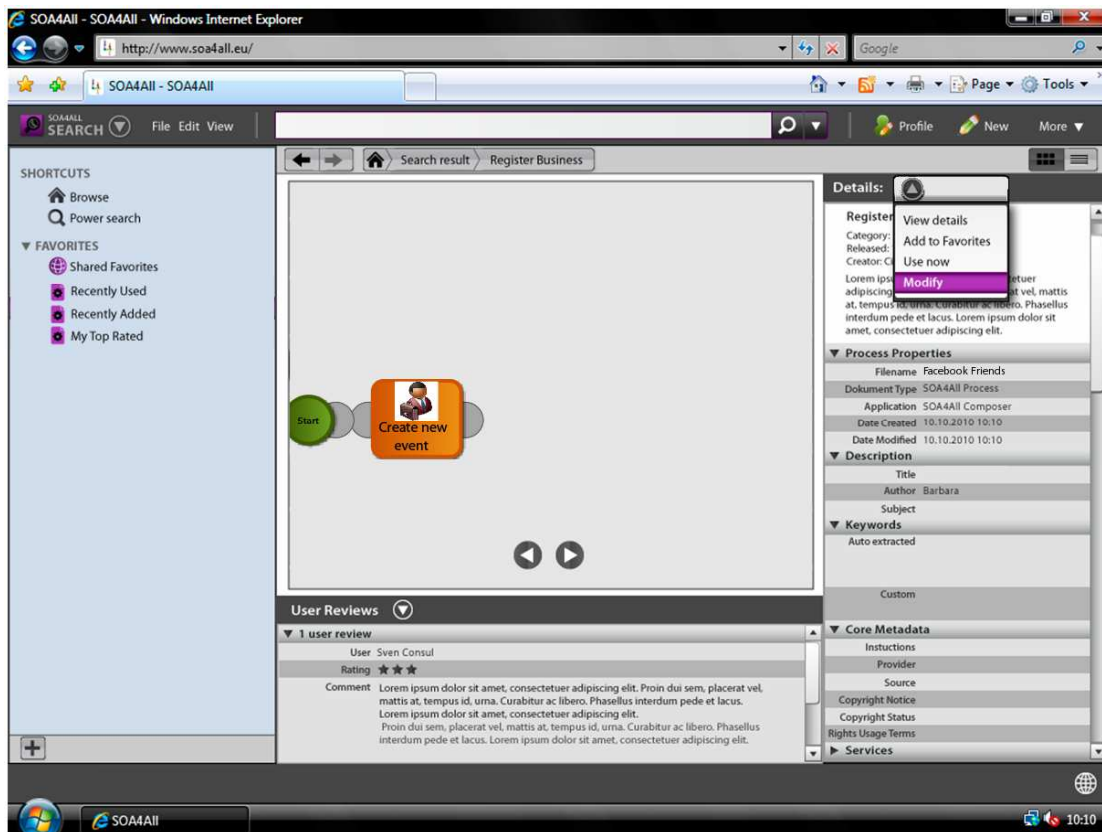 SOA4All - SOA4All - Windows Internet Explorer
http://www.soa4all.eu/
Google
SOA4All - SOA4All
Page
Tools
SOA4ALL
SEARCH
File Edit View
Profile
New
More
SHORTCUTS
Browse
Power search
FAVORITES
Shared Favorites
Recently Used
Recently Added
My Top Rated
Search result
Register Business
Start
Create new
event
User Reviews
1 user review
User Sven Consul
Rating
Comment Lorem ipsum dolor sit amet, consectetuer adipiscing elit. Proin dui sem, placerat vel,
mattis at, tempus id, urna. Curabitur ac libero. Phasellus interdum pede et lacus.
Lorem ipsum dolor sit amet, consectetuer adipiscing elit.
Proin dui sem, placerat vel, mattis at, tempus id, urna. Curabitur ac libero. Phasellus
interdum pede et lacus. Lorem ipsum dolor sit amet, consectetuer adipiscing elit.
Details:
View details
Add to Favorites
Use now
Modify
Register
Category:
Released:
Creator:
Lorem
adipiscing at vel, mattis
at, tempus id, urna. Curabitur ac libero. Phasellus
interdum pede et lacus. Lorem ipsum dolor sit
amet, consectetuer adipiscing elit.
Process Properties
Filename Facebook Friends
Dokument Type SOA4All Process
Application SOA4All Composer
Date Created 10.10.2010 10:10
Date Modified 10.10.2010 10:10
Description
Title
Author Barbara
Subject
Keywords
Auto extracted
Custom
Core Metadata
Instuctions
Provider
Source
Copyright Notice
Copyright Status
Rights Usage Terms
Services
SOA4All
10:10